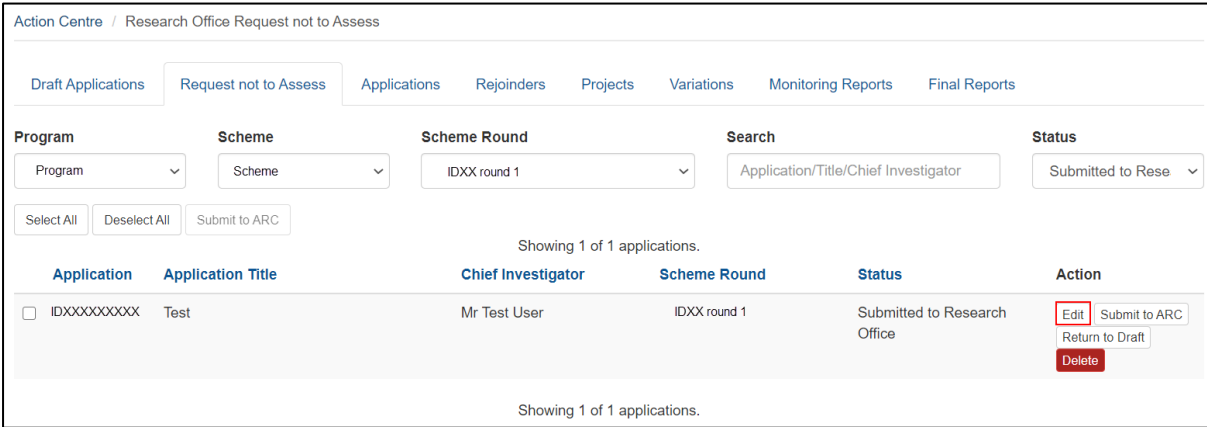 Action Centre / Research Office Request not to Assess
Draft Applications Request not to Assess Applications Rejoinders Projects Variations Monitoring Reports Final Reports
Program Scheme Scheme Round Search Status
Program Scheme IDXX round 1 Application/Title/Chief Investigator Submitted to Rese
Select All Deselect All Submit to ARC
Showing 1 of 1 applications.
Application Application Title Chief Investigator Scheme Round Status Action
IDXXXXXXXXX Test Mr Test User IDXX round 1 Submitted to Research Edit Submit to ARC
Office Return to Draft
Delete
Showing 1 of 1 applications.